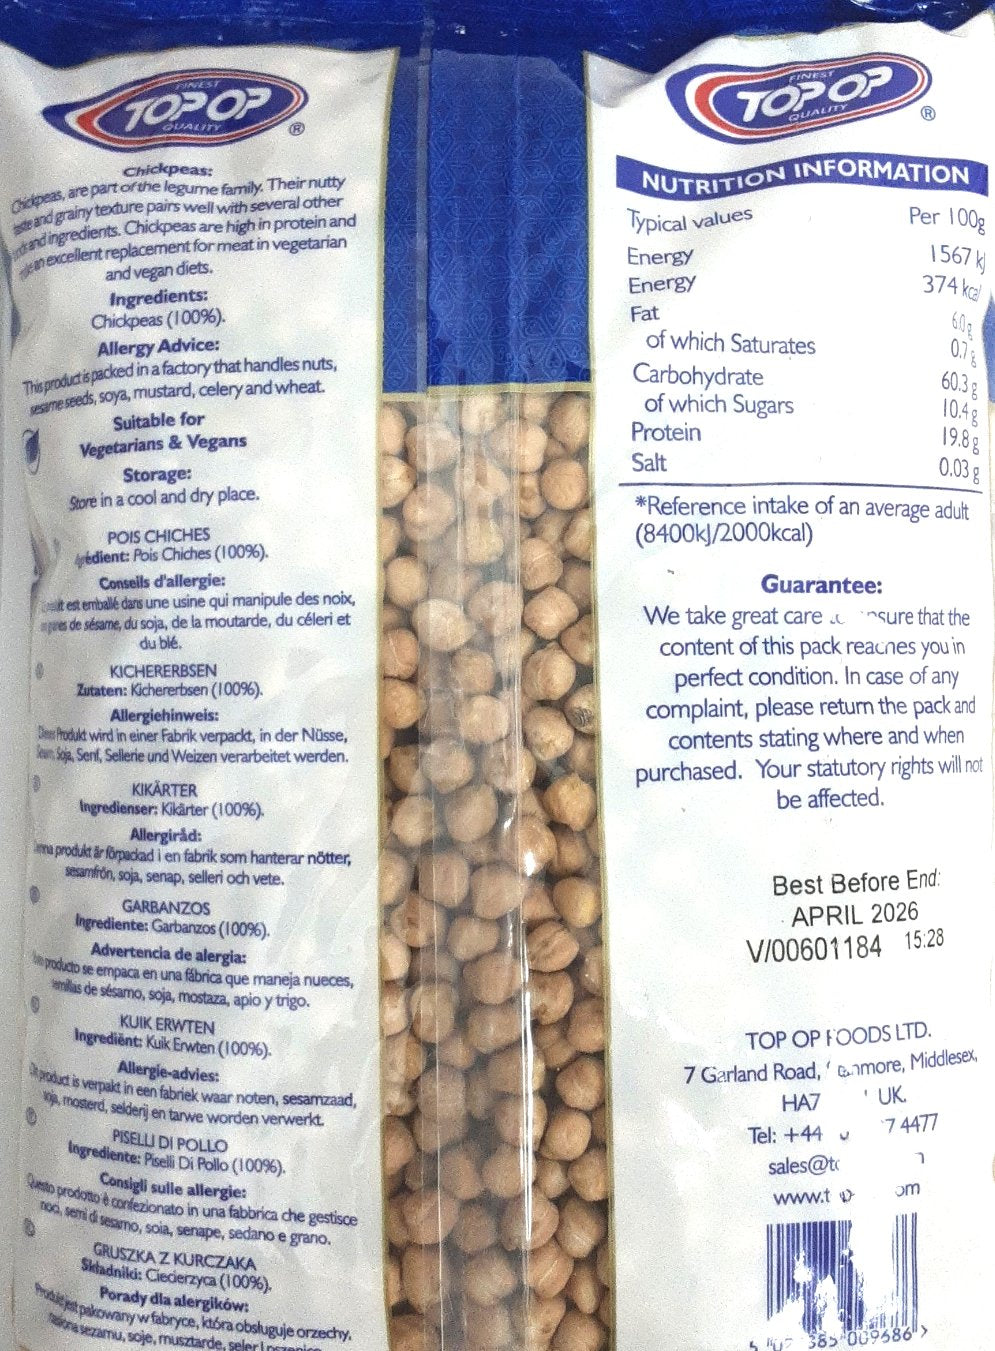 FINEST
TOP OP
QUALITY
®
Chickpeas:
Chickpeas, are part of the legume family. Their nutty
taste and grainy texture pairs well with several other
and ingredients. Chickpeas are high in protein and
an excellent replacement for meat in vegetarian
and vegan diets.
Ingredients:
Chickpeas (100%).
Allergy Advice:
This product is packed in a factory that handles nuts,
sesame seeds, soya, mustard, celery and wheat.
Suitable for
Vegetarians & Vegans
Storage:
Store in a cool and dry place.
POIS CHICHES
Pois Chiches (100%).
Conseils d'allergie:
est emballé dans une usine qui manipule des noix,
de sésame, du soja, de la moutarde, du céleri et
du blé.
KICHERERBSEN
Zutaten: Kichererbsen (100%).
Allergiehinweis:
Produkt wird in einer Fabrik verpackt, in der Nüsse,
Soja, Senf, Sellerie und Weizen verarbeitet werden.
KIKÄRTER
Ingredienser: Kikärter (100%).
Allergiråd:
produkt är förpackad i en fabrik som hanterar nötter,
sesamfrön, soja, senap, selleri och vete.
GARBANZOS
Ingrediente: Garbanzos (100%).
Advertencia de alergia:
producto se empaca en una fábrica que maneja nueces,
de sésamo, soja, mostaza, apio y trigo.
KUIK ERWTEN
Ingrediënt: Kuik Erwten (100%).
Allergie-advies:
Dit product is verpakt in een fabriek waar noten, sesamzaad,
soja, mosterd, selderij en tarwe worden verwerkt.
PISELLI DI POLLO
Ingrediente: Piselli Di Pollo (100%).
Consigli sulle allergie:
Questo prodotto è confezionato in una fabbrica che gestisce
noci, semi di sesamo, soia, senape, sedano e grano.
GRUSZKA Z KURCZAKA
Składniki: Ciecierzyca (100%).
Porady dla alergików:
Produkt jest pakowany w fabryce, która obsługuje orzechy,
nasiona sezamu, soje, musztarde, seler i
FINEST
TOP OP
QUALITY
®
NUTRITION INFORMATION
Typical values Per 100g
Energy 1567 kJ
Energy 374 kcal
Fat 6.0g
of which Saturates 0.7g
Carbohydrate 60.3g
of which Sugars 10.4g
Protein 19.8g
Salt 0.03g
*Reference intake of an average adult
(8400kJ/2000kcal)
Guarantee:
We take great care sure that the
content of this pack reaches you in
perfect condition. In case of any
complaint, please return the pack and
contents stating where and when
purchased. Your statutory rights will not
be affected.
Best Before End:
APRIL 2026
V/00601184 15:28
TOP OP FOODS LTD.
7 Garland Road, Middlesex,
HA7 UK.
Tel: +44 7 4477
sales@
www.t om
385 009686 >